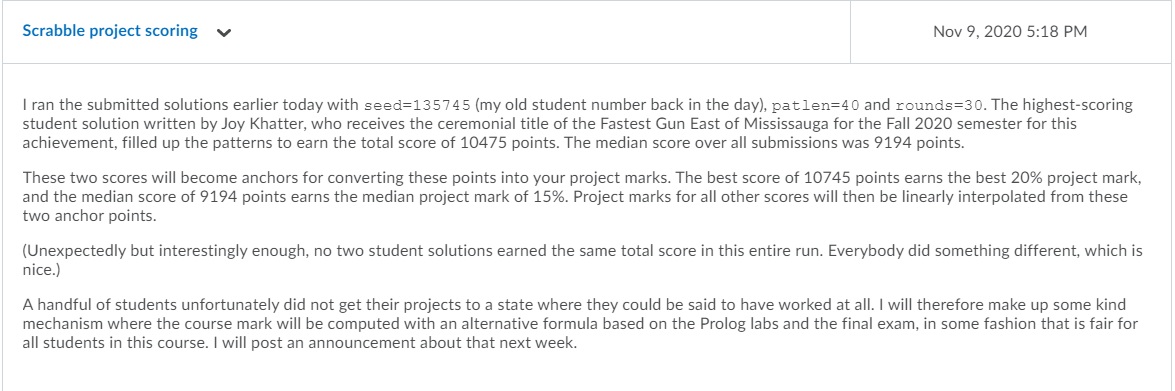 Scrabble project scoring
Nov 9, 2020 5:18 PM
I ran the submitted solutions earlier today with seed=135745 (my old student number back in the day), patlen=40 and rounds=30. The highest-scoring
student solution written by Joy Khatter, who receives the ceremonial title of the Fastest Gun East of Mississauga for the Fall 2020 semester for this
achievement, filled up the patterns to earn the total score of 10475 points. The median score over all submissions was 9194 points.
These two scores will become anchors for converting these points into your project marks. The best score of 10745 points earns the best 20% project mark,
and the median score of 9194 points earns the median project mark of 15%. Project marks for all other scores will then be linearly interpolated from these
two anchor points.
(Unexpectedly but interestingly enough, no two student solutions earned the same total score in this entire run. Everybody did something different, which is
nice.)
A handful of students unfortunately did not get their projects to a state where they could be said to have worked at all. I will therefore make up some kind
mechanism where the course mark will be computed with an alternative formula based on the Prolog labs and the final exam, in some fashion that is fair for
all students in this course. I will post an announcement about that next week.